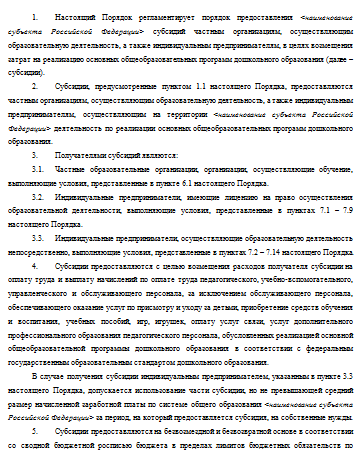 1. Настоящий Порядок регламентирует порядок предоставления <наименование
субъекта Российской Федерации> субсидий частным организациям, осуществляющим
образовательную деятельность, а также индивидуальным предпринимателям, в целях возмещения
затрат на реализацию основных общеобразовательных программ дошкольного образования (далее –
субсидии).
2. Субсидии, предусмотренные пунктом 1.1 настоящего Порядка, предоставляются
частным организациям, осуществляющим образовательную деятельность, а также индивидуальным
предпринимателям, осуществляющим на территории <наименование субъекта Российской
Федерации> деятельность по реализации основных общеобразовательных программ дошкольного
образования.
3. Получателями субсидий являются:
3.1. Частные образовательные организации, организации, осуществляющие обучение,
выполняющие условия, представленные в пункте 6.1 настоящего Порядка.
3.2. Индивидуальные предприниматели, имеющие лицензию на право осуществления
образовательной деятельности, выполняющие условия, представленные в пунктах 7.1 – 7.9
настоящего Порядка.
3.3. Индивидуальные предприниматели, осуществляющие образовательную деятельность
непосредственно, выполняющие условия, представленные в пунктах 7.2 – 7.14 настоящего Порядка.
4. Субсидии предоставляются с целью возмещения расходов получателя субсидии на
оплату труда и выплату начислений по оплате труда педагогического, учебно-вспомогательного,
управленческого и обслуживающего персонала, за исключением обслуживающего персонала,
обеспечивающего оказание услуг по присмотру и уходу за детьми, приобретение средств обучения
и воспитания, учебных пособий, игр, игрушек, оплату услуг связи, услуг дополнительного
профессионального образования педагогического персонала, обусловленных реализацией основной
общеобразовательной программы дошкольного образования в соответствии с федеральным
государственным образовательным стандартом дошкольного образования.
В случае получения субсидии индивидуальным предпринимателем, указанным в пункте 3.3
настоящего Порядка, допускается использование части субсидии, но не превышающей средний
размер начисленной заработной платы по системе общего образования <наименование субъекта
Российской Федерации> за период, на который предоставляется субсидия, на собственные нужды.
5. Субсидии предоставляются на безвозмездной и безвозвратной основе в соответствии
со сводной бюджетной росписью бюджета в пределах лимитов бюджетных обязательств по